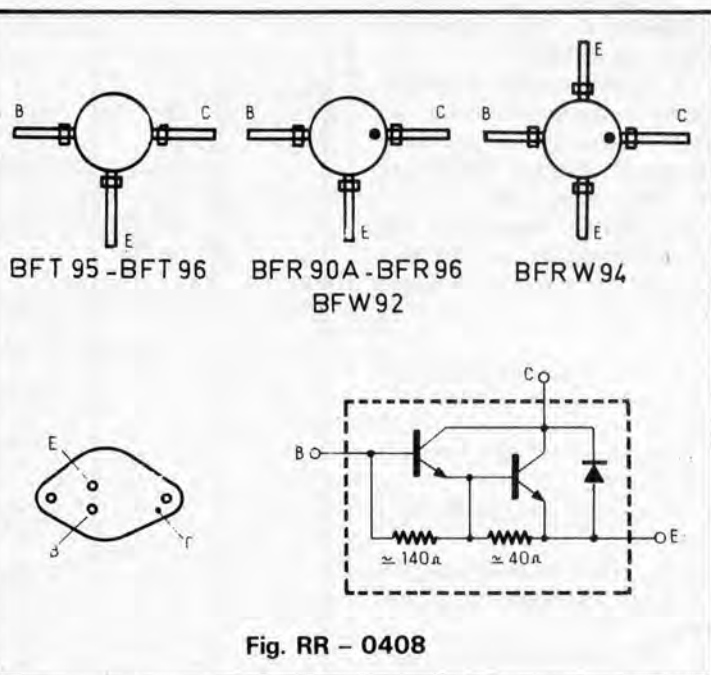 E
B C B C B C
E E E
BFT 95 - BFT 96 BFR 90A - BFR 96 BFR W 94
BFW 92
C
E B
B C E
≃ 140Ω ≃ 40Ω
Fig. RR – 0408